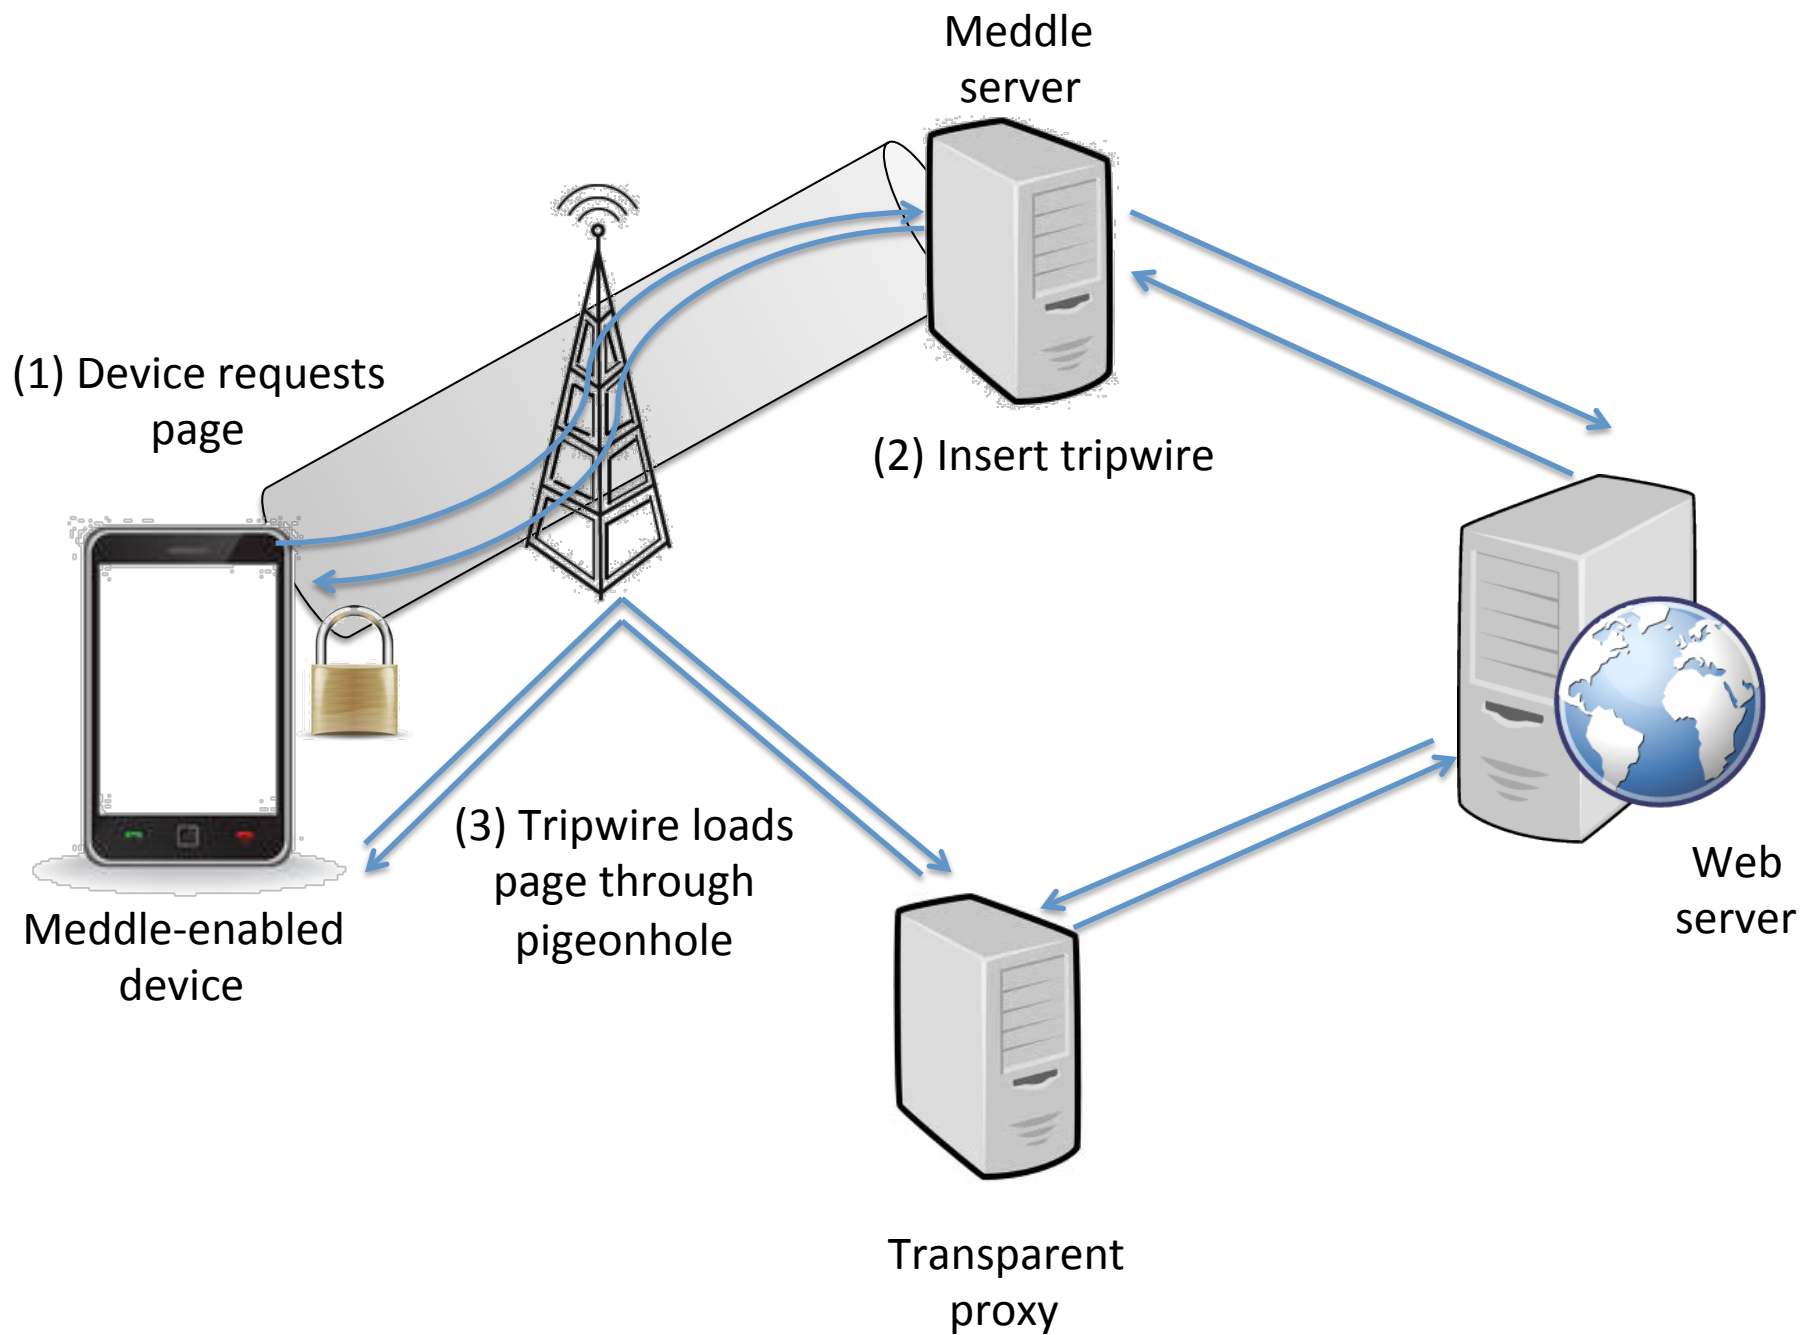 Meddle
server
(1) Device requests
page
(2) Insert tripwire
(3) Tripwire loads
page through
pigeonhole
Web
server
Meddle-enabled
device
Transparent
proxy